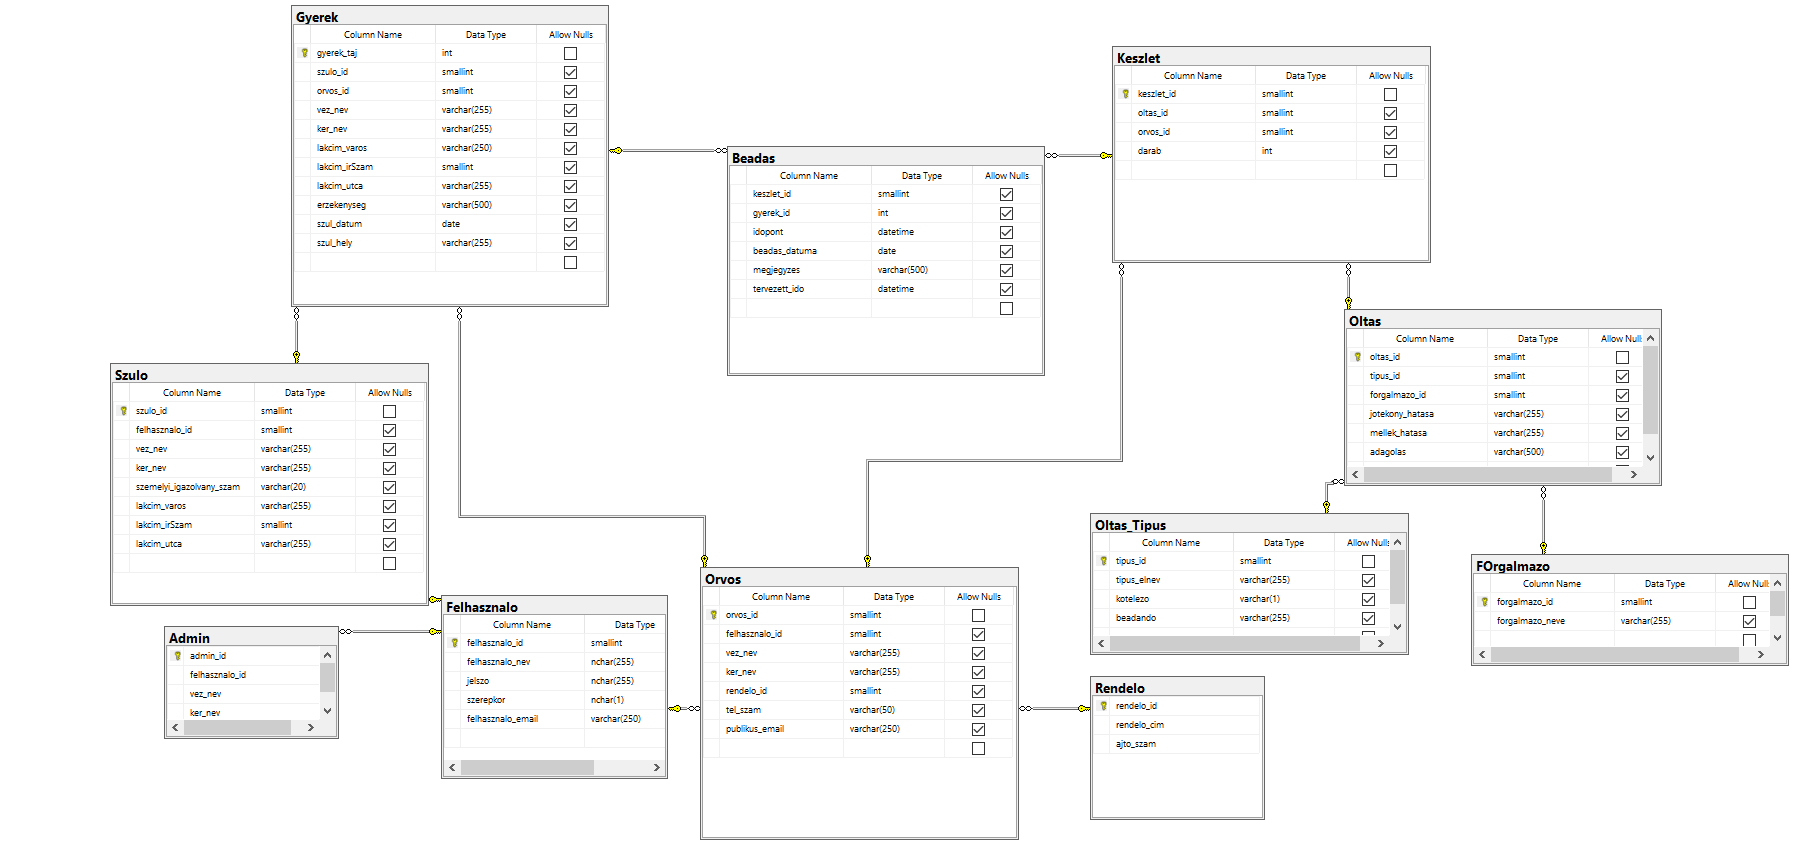 Gyerek
Column Name Data Type Allow Nulls
gyerek_taj int
szulo_id smallint
orvos_id smallint
vez_nev varchar(255)
ker_nev varchar(255)
lakcim_varos varchar(250)
lakcim_irSzam smallint
lakcim_utca varchar(255)
erzekenyseg varchar(500)
szul_datum date
szul_hely varchar(255)
Keszlet
Column Name Data Type Allow Nulls
keszlet_id smallint
oltas_id smallint
orvos_id smallint
darab int
Beadas
Column Name Data Type Allow Nulls
keszlet_id smallint
gyerek_id int
idopont datetime
beadas_datuma date
megjegyzes varchar(500)
tervezett_ido datetime
Oltas
Column Name Data Type Allow Null
oltas_id smallint
tipus_id smallint
forgalmazo_id smallint
jotekony_hatasa varchar(255)
mellek_hatasa varchar(255)
adagolas varchar(500)
Szulo
Column Name Data Type Allow Nulls
szulo_id smallint
felhasznalo_id smallint
vez_nev varchar(255)
ker_nev varchar(255)
szemelyi_igazolvany_szam varchar(20)
lakcim_varos varchar(255)
lakcim_irSzam smallint
lakcim_utca varchar(255)
Oltas_Tipus
Column Name Data Type Allow Null
tipus_id smallint
tipus_elnev varchar(255)
kotelezo varchar(1)
beadando varchar(255)
FOrgalmazo
Column Name Data Type Allow Null
forgalmazo_id smallint
forgalmazo_neve varchar(255)
Orvos
Column Name Data Type Allow Nulls
orvos_id smallint
felhasznalo_id smallint
vez_nev varchar(255)
ker_nev varchar(255)
rendelo_id smallint
tel_szam varchar(50)
publikus_email varchar(250)
Felhasznalo
Column Name Data Type
felhasznalo_id smallint
felhasznalo_nev nchar(255)
jelszo nchar(255)
szerepkor nchar(1)
felhasznalo_email varchar(250)
Admin
admin_id
felhasznalo_id
vez_nev
ker_nev
Rendelo
rendelo_id
rendelo_cim
ajto_szam